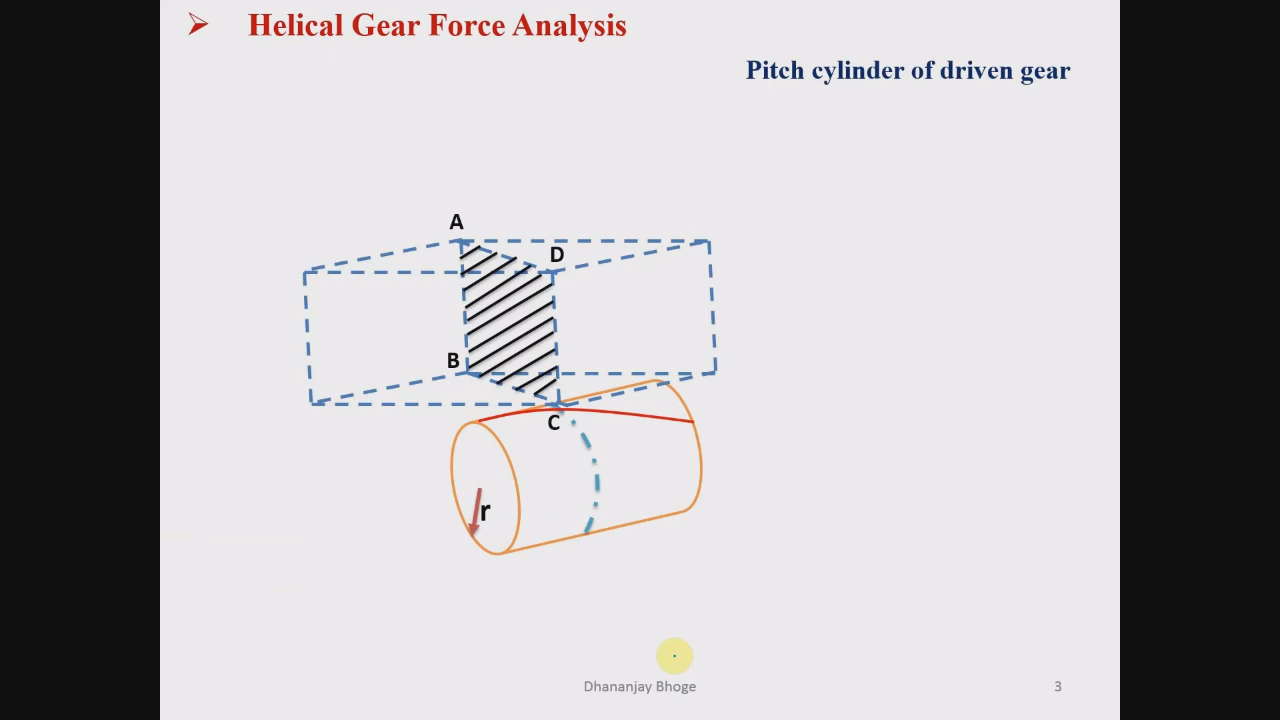 Helical Gear Force Analysis
Pitch cylinder of driven gear
A
D
B
C
r
Dhananjay Bhoge
3